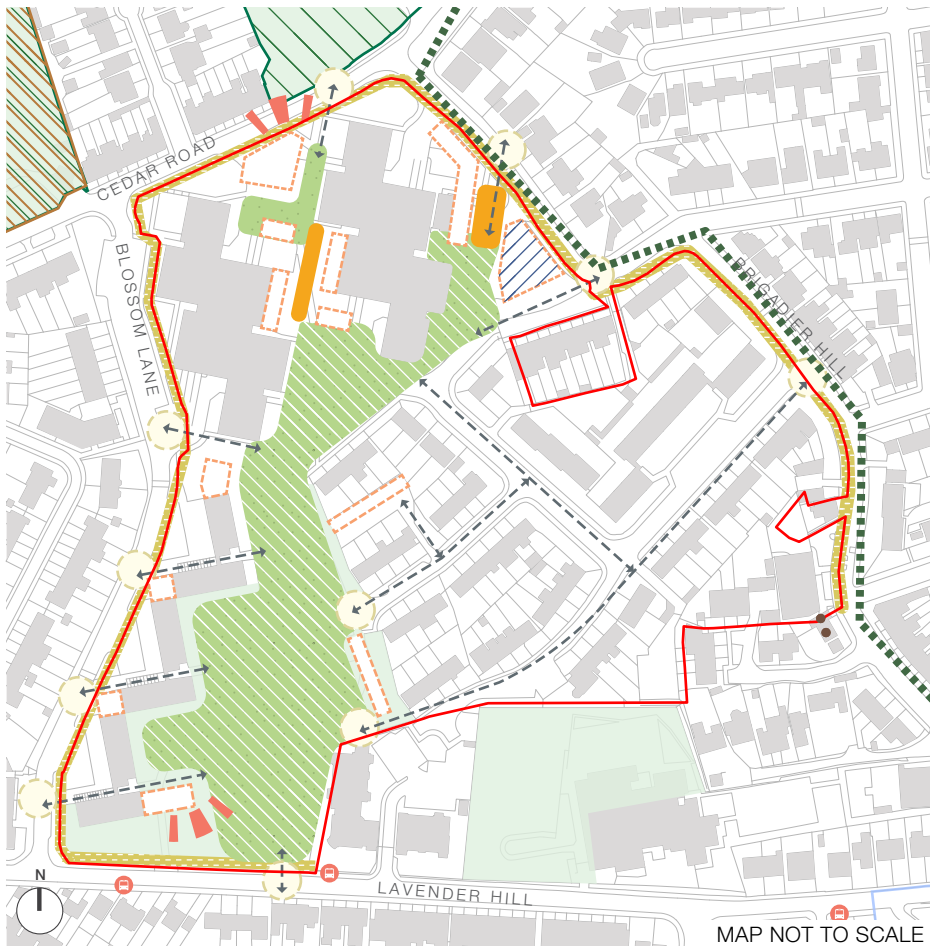 CEDAR ROAD
BLOSSOM LANE
BRIGADIER HILL
LAVENDER HILL
N
MAP NOT TO SCALE